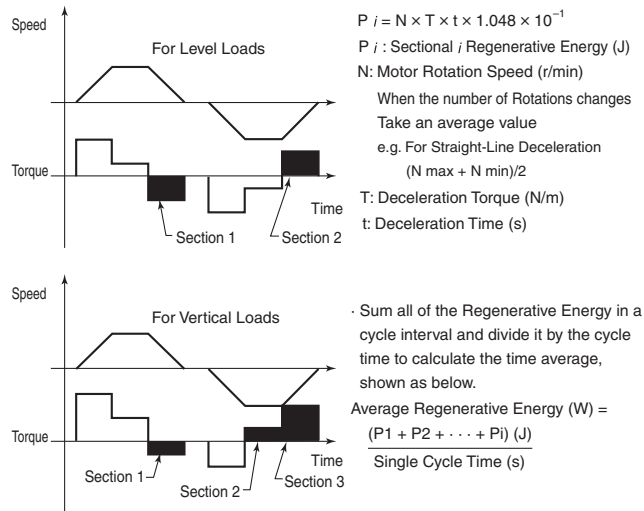 Speed
For Level Loads
Torque
Time
Section 1
Section 2
P i = N × T × t × 1.048 × 10⁻¹
P i : Sectional i Regenerative Energy (J)
N: Motor Rotation Speed (r/min)
When the number of Rotations changes
Take an average value
e.g. For Straight-Line Deceleration
(N max + N min)/2
T: Deceleration Torque (N/m)
t: Deceleration Time (s)
Speed
For Vertical Loads
Torque
Time
Section 1
Section 2
Section 3
· Sum all of the Regenerative Energy in a
cycle interval and divide it by the cycle
time to calculate the time average,
shown as below.
Average Regenerative Energy (W) =
(P1 + P2 + · · · + Pi) (J)
Single Cycle Time (s)